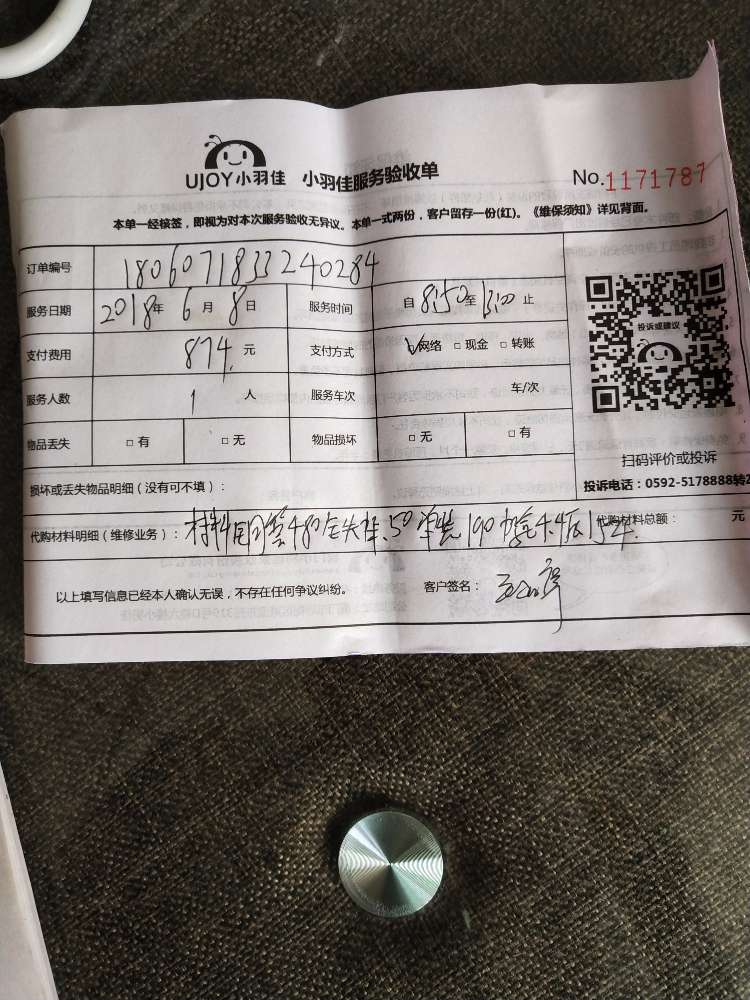 UJOY小羽佳 小羽佳服务验收单 No.1171787
本单一经核签，即视为对本次服务验收无异议。本单一式两份，客户留存一份(红)。《维保须知》详见背面。
订单编号 1806071833240284
服务日期 2018年 6月 8日 服务时间 自 8:50 至 13:00 止
支付费用 874 元 支付方式 ☑网络 □现金 □转账
服务人数 1 人 服务车次 车/次
物品丢失 □有 □无 物品损坏 □无 □有
投诉或建议
扫码评价或投诉
投诉电话：0592-5178888转2
损坏或丢失物品明细（没有可不填）：
代购材料明细（维修业务）：材料 480 50 190 154. 代购材料总额： 元
以上填写信息已经本人确认无误，不存在任何争议纠纷。 客户签名：